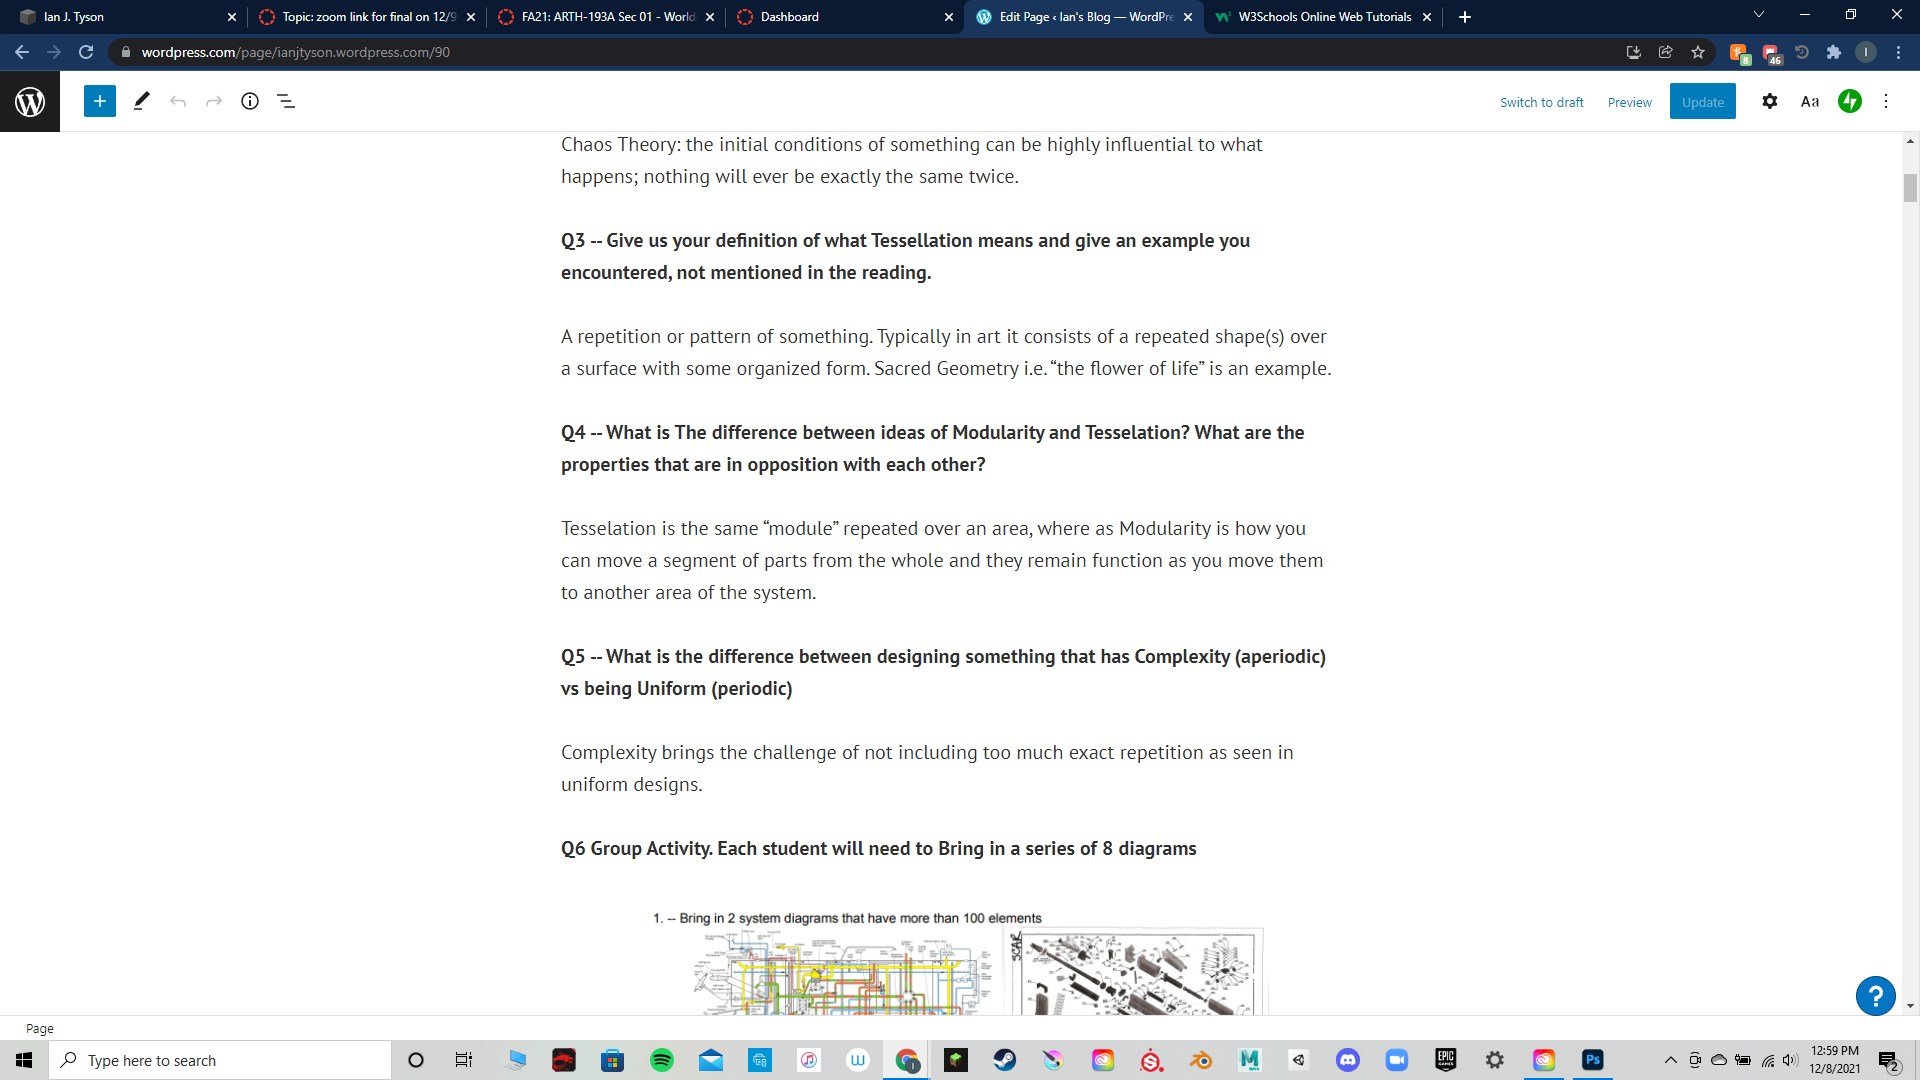 Ian J. Tyson
Topic: zoom link for final on 12/9
FA21: ARTH-193A Sec 01 - World
Dashboard
Edit Page ‹ Ian's Blog — WordPre
W3Schools Online Web Tutorials
wordpress.com/page/ianjtyson.wordpress.com/90
8
46
I
Switch to draft
Preview
Update
Aa
Chaos Theory: the initial conditions of something can be highly influential to what
happens; nothing will ever be exactly the same twice.
Q3 -- Give us your definition of what Tessellation means and give an example you
encountered, not mentioned in the reading.
A repetition or pattern of something. Typically in art it consists of a repeated shape(s) over
a surface with some organized form. Sacred Geometry i.e. “the flower of life” is an example.
Q4 -- What is The difference between ideas of Modularity and Tesselation? What are the
properties that are in opposition with each other?
Tesselation is the same “module” repeated over an area, where as Modularity is how you
can move a segment of parts from the whole and they remain function as you move them
to another area of the system.
Q5 -- What is the difference between designing something that has Complexity (aperiodic)
vs being Uniform (periodic)
Complexity brings the challenge of not including too much exact repetition as seen in
uniform designs.
Q6 Group Activity. Each student will need to Bring in a series of 8 diagrams
1. -- Bring in 2 system diagrams that have more than 100 elements
SCAR
?
Page
Type here to search
W
I
M
EPIC
GAMES
Ps
12:59 PM
12/8/2021
2